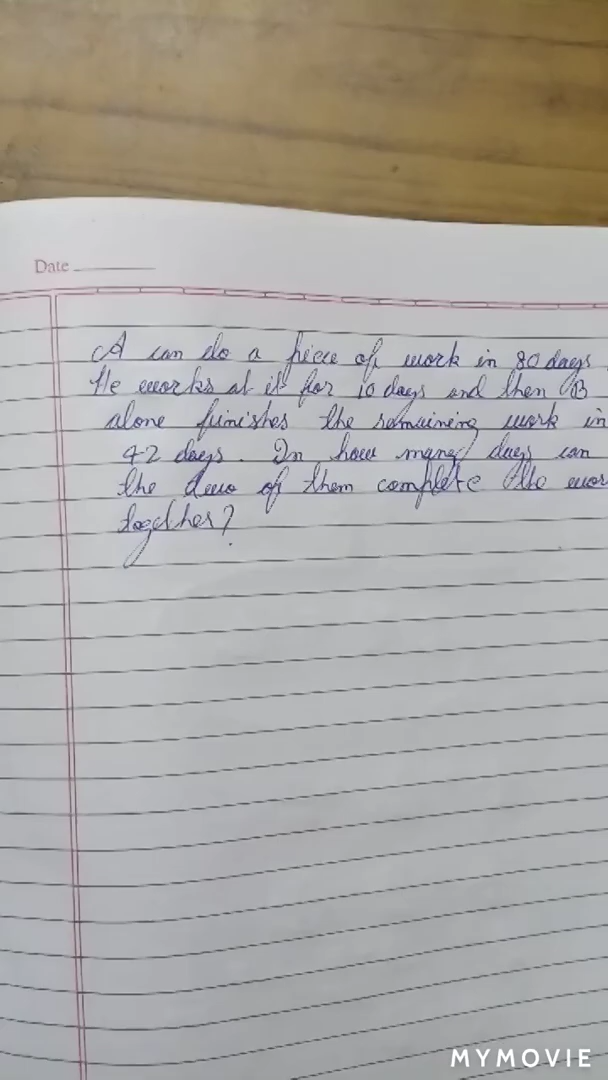 Date
A can do a piece of work in 80 days.
He works at it for 10 days and then B
alone finishes the remaining work in
42 days. In how many days can
the two of them complete the wor
together?
MYMOVIE